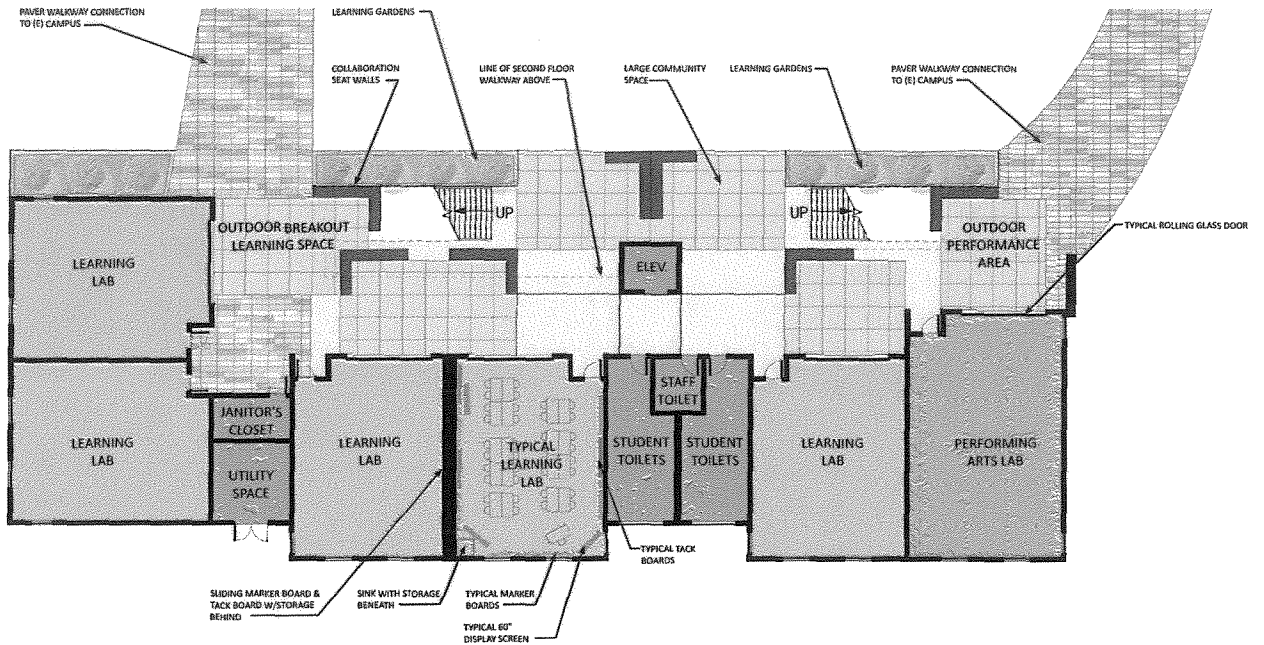 PAVER WALKWAY CONNECTION
TO (E) CAMPUS
LEARNING GARDENS
COLLABORATION
SEAT WALLS
LINE OF SECOND FLOOR
WALKWAY ABOVE
LARGE COMMUNITY
SPACE
LEARNING GARDENS
PAVER WALKWAY CONNECTION
TO (E) CAMPUS
UP
UP
OUTDOOR BREAKOUT
LEARNING SPACE
OUTDOOR
PERFORMANCE
AREA
TYPICAL ROLLING GLASS DOOR
LEARNING
LAB
ELEV.
STAFF
TOILET
JANITOR'S
CLOSET
LEARNING
LAB
UTILITY
SPACE
LEARNING
LAB
TYPICAL
LEARNING
LAB
STUDENT
TOILETS
STUDENT
TOILETS
LEARNING
LAB
PERFORMING
ARTS LAB
TYPICAL TACK
BOARDS
SLIDING MARKER BOARD &
TACK BOARD W/STORAGE
BEHIND
SINK WITH STORAGE
BENEATH
TYPICAL MARKER
BOARDS
TYPICAL 60"
DISPLAY SCREEN